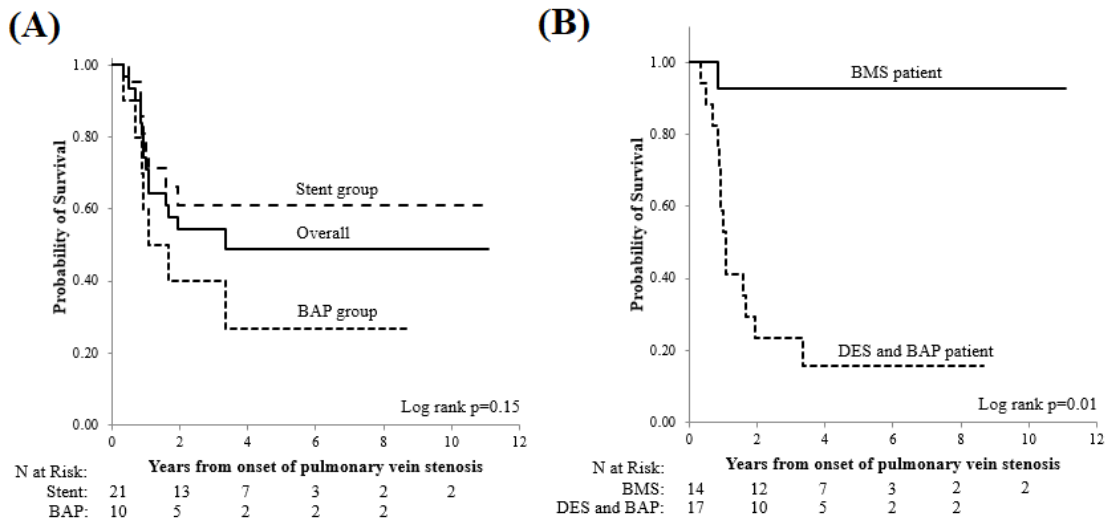 (A)
1.00
0.80
0.60
0.40
0.20
0.00
Probability of Survival
Stent group
Overall
BAP group
Log rank p=0.15
0 2 4 6 8 10 12
Years from onset of pulmonary vein stenosis
N at Risk:
Stent: 21 13 7 3 2 2
BAP: 10 5 2 2 2
(B)
1.00
0.80
0.60
0.40
0.20
0.00
Probability of Survival
BMS patient
DES and BAP patient
Log rank p=0.01
0 2 4 6 8 10 12
Years from onset of pulmonary vein stenosis
N at Risk:
BMS: 14 12 7 3 2 2
DES and BAP: 17 10 5 2 2